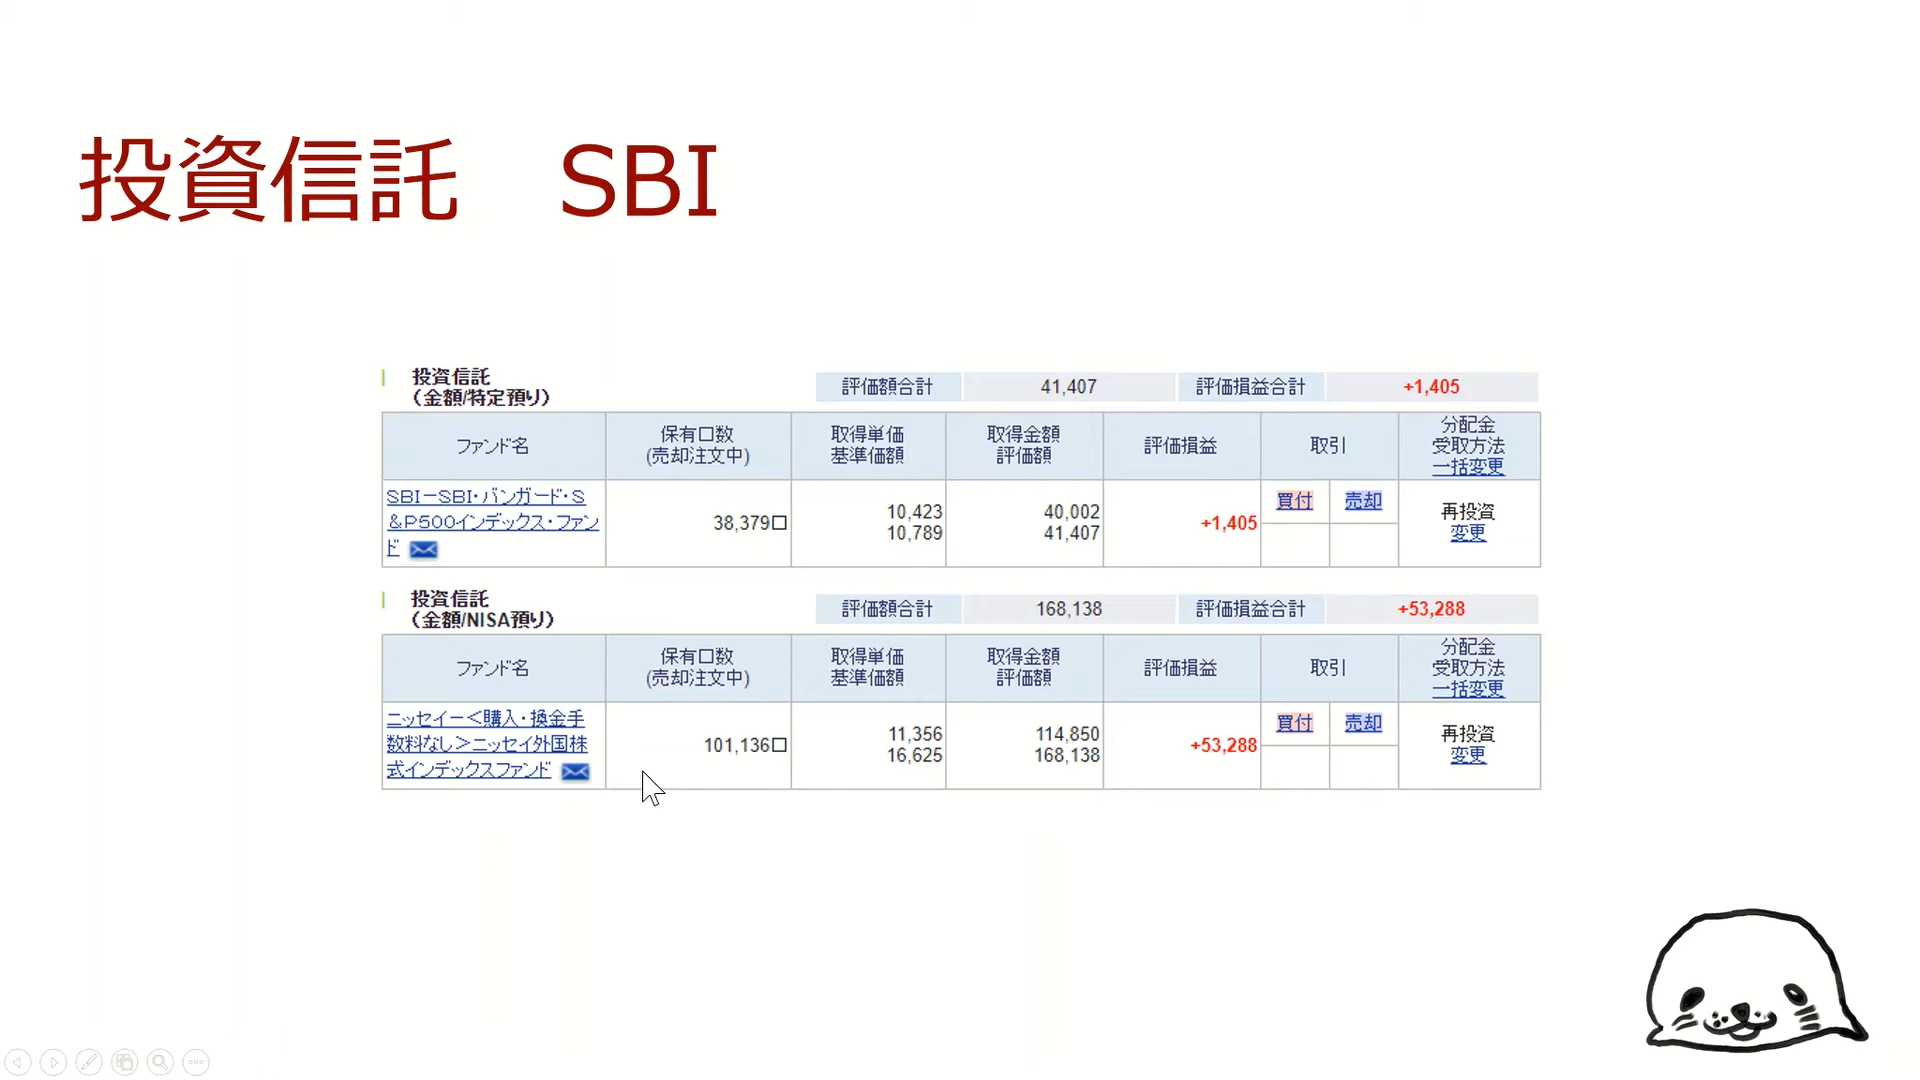 投資信託　SBI
投資信託
(金額/特定預り)
評価額合計 41,407 評価損益合計 +1,405
ファンド名 保有口数 (売却注文中) 取得単価 基準価額 取得金額 評価額 評価損益 取引 分配金 受取方法 一括変更
SBI－SBI・バンガード・S
&P500インデックス・ファン
ド
38,379口
10,423
10,789
40,002
41,407
+1,405
買付 売却
再投資
変更
投資信託
(金額/NISA預り)
評価額合計 168,138 評価損益合計 +53,288
ファンド名 保有口数 (売却注文中) 取得単価 基準価額 取得金額 評価額 評価損益 取引 分配金 受取方法 一括変更
ニッセイー＜購入・換金手
数料なし＞ニッセイ外国株
式インデックスファンド
101,136口
11,356
16,625
114,850
168,138
+53,288
買付 売却
再投資
変更